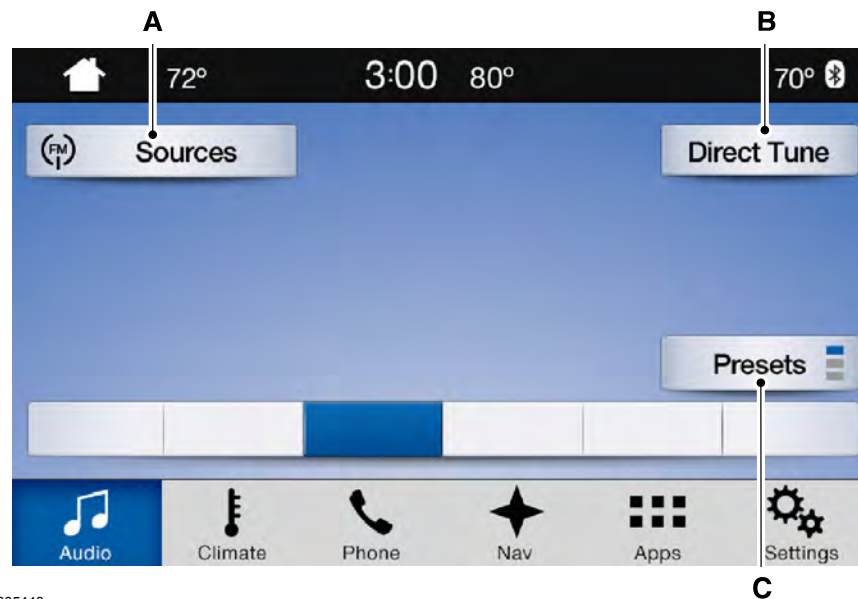 A B
72° 3:00 80° 70°
FM Sources Direct Tune
Presets
Audio Climate Phone Nav Apps Settings
C